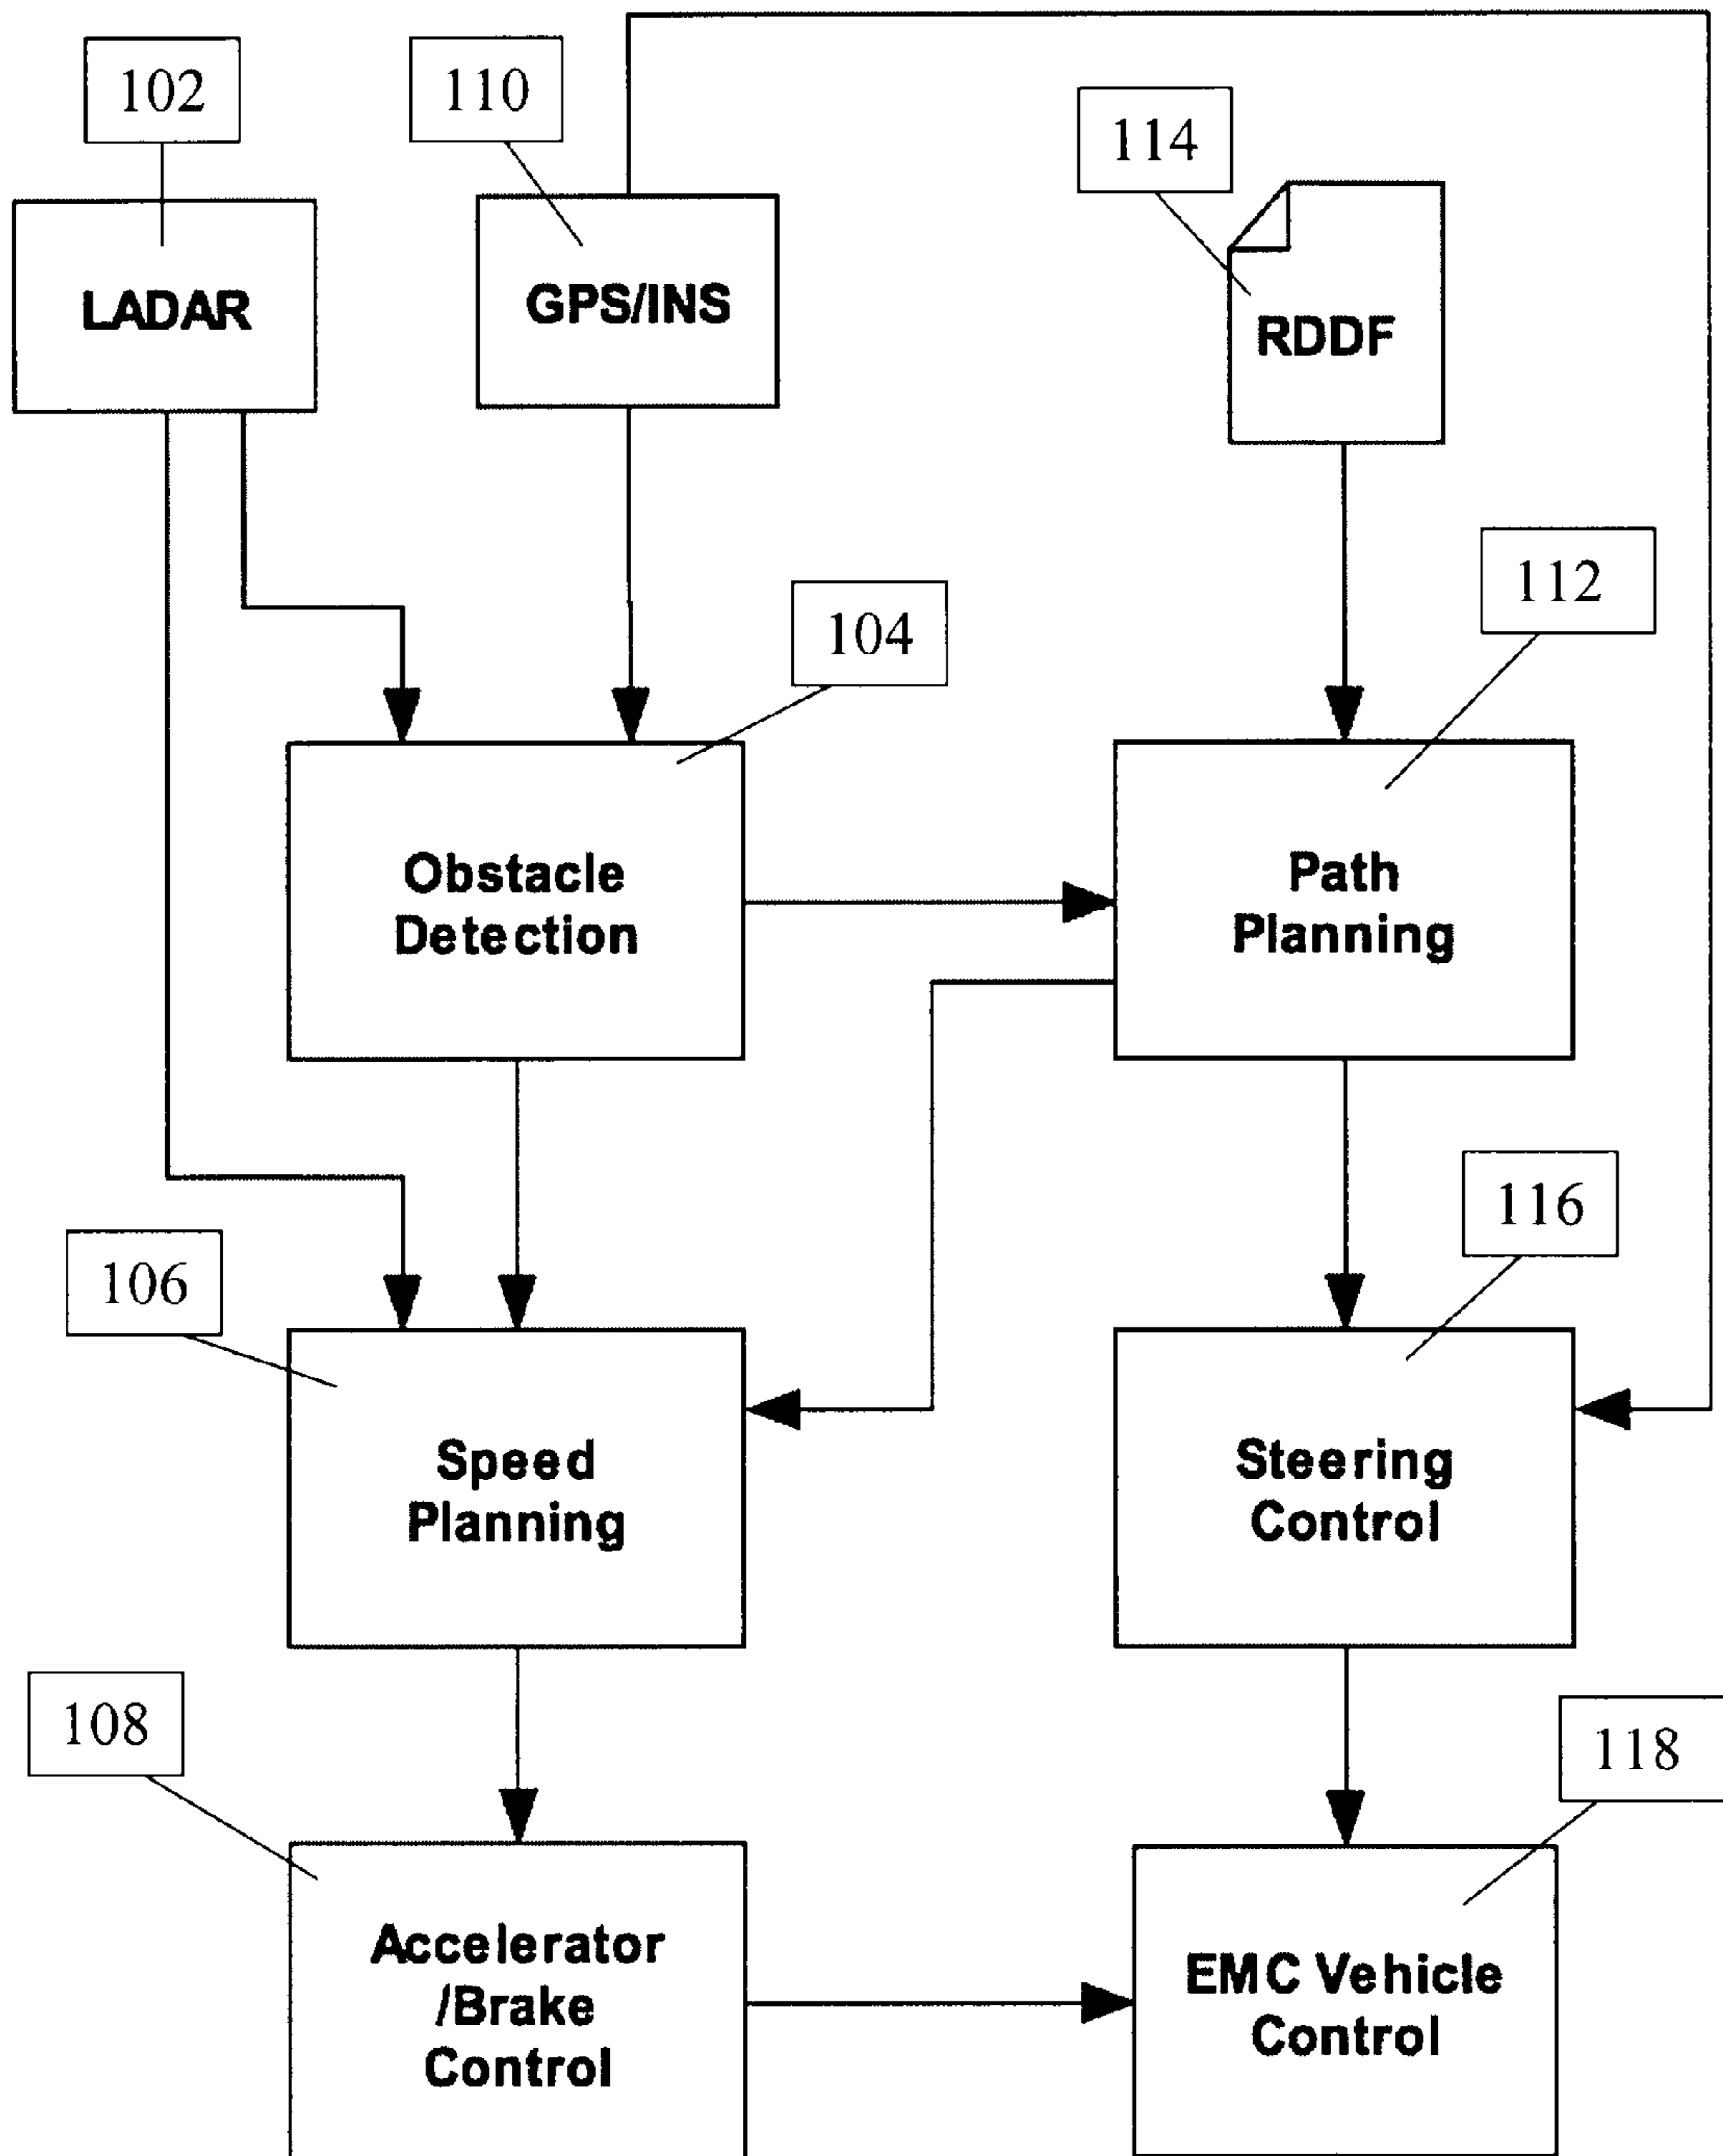 102
110
114
LADAR
GPS/INS
RDDF
112
104
Obstacle
Detection
Path
Planning
116
106
Speed
Planning
Steering
Control
108
118
Accelerator
/Brake
Control
EMC Vehicle
Control